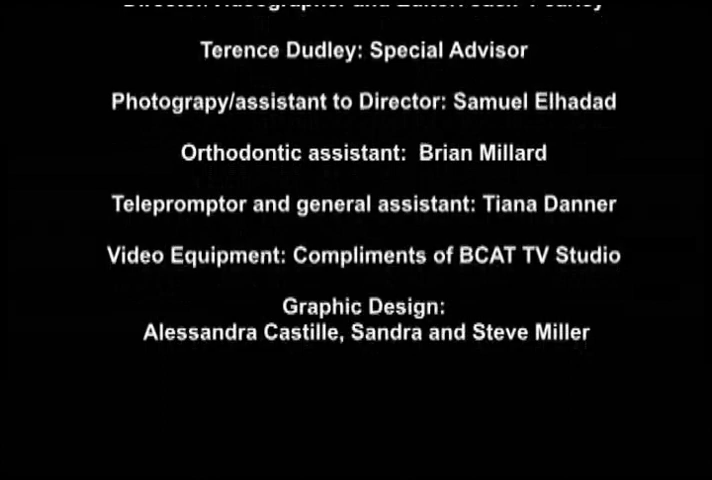 and
Terence Dudley: Special Advisor
Photograpy/assistant to Director: Samuel Elhadad
Orthodontic assistant: Brian Millard
Telepromptor and general assistant: Tiana Danner
Video Equipment: Compliments of BCAT TV Studio
Graphic Design:
Alessandra Castille, Sandra and Steve Miller